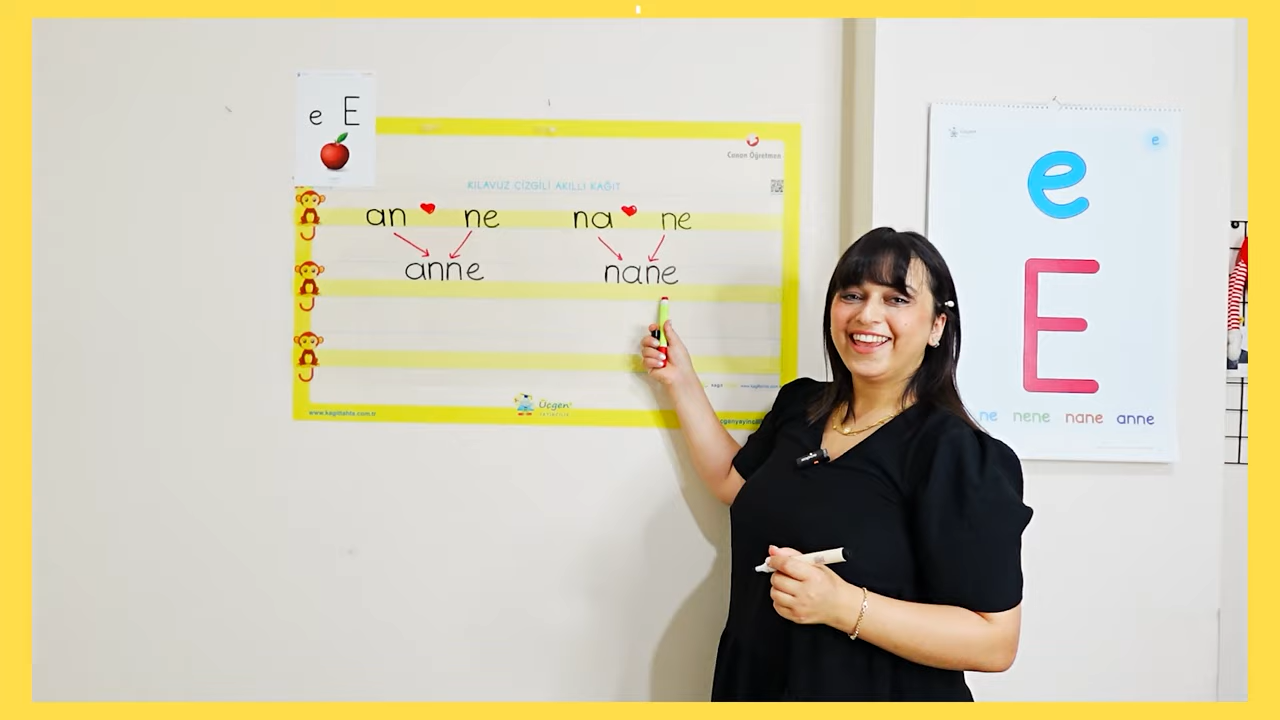 e E
Canan Öğretmen
KILAVUZ ÇİZGİLİ AKILLI KAĞIT
an ne na ne
anne nane
www.kagittahta.com.tr
Üçgen
e
e
E
ne nene nane anne